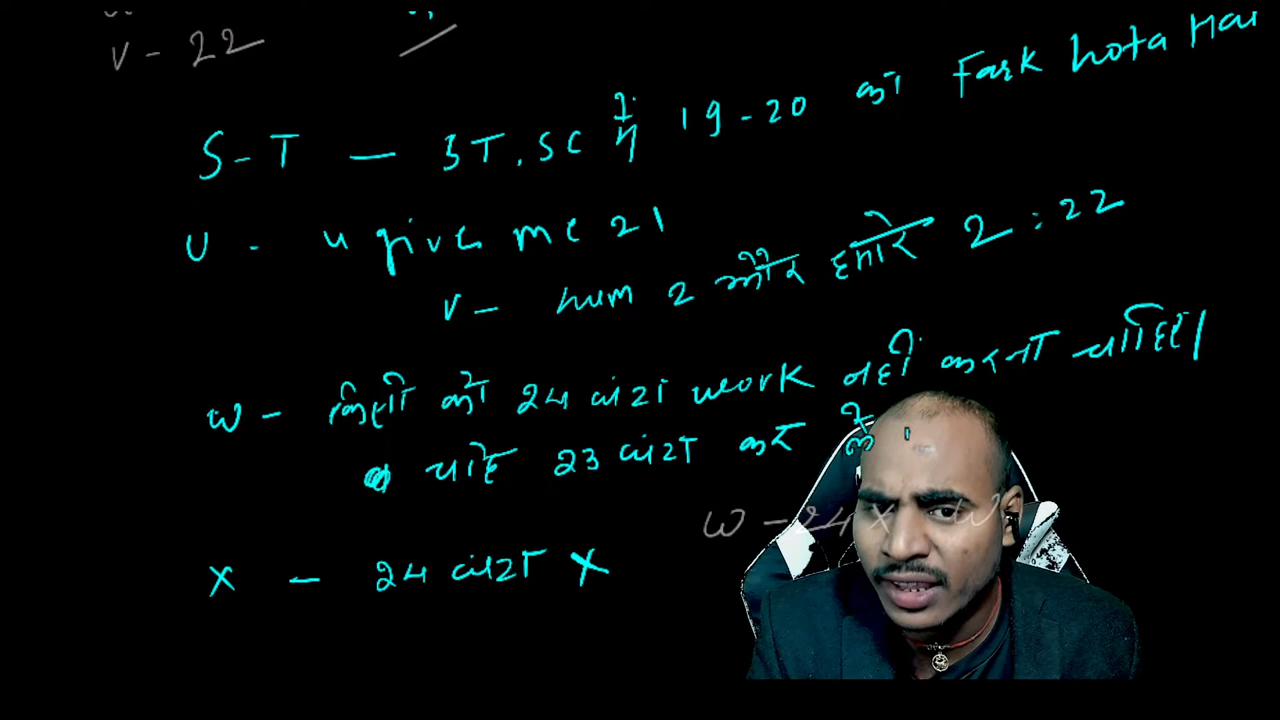 V - 22
S-T — ST, SC में 19-20 का Fark hota Hai
U - u give me 21
V - hum 2 और हमारे 2 : 22
W - किसी को 24 घंटा work नहीं करना चाहिए।
चाहे 23 घंटा कर ले।
W - 24 X W
X - 24 घंटा X